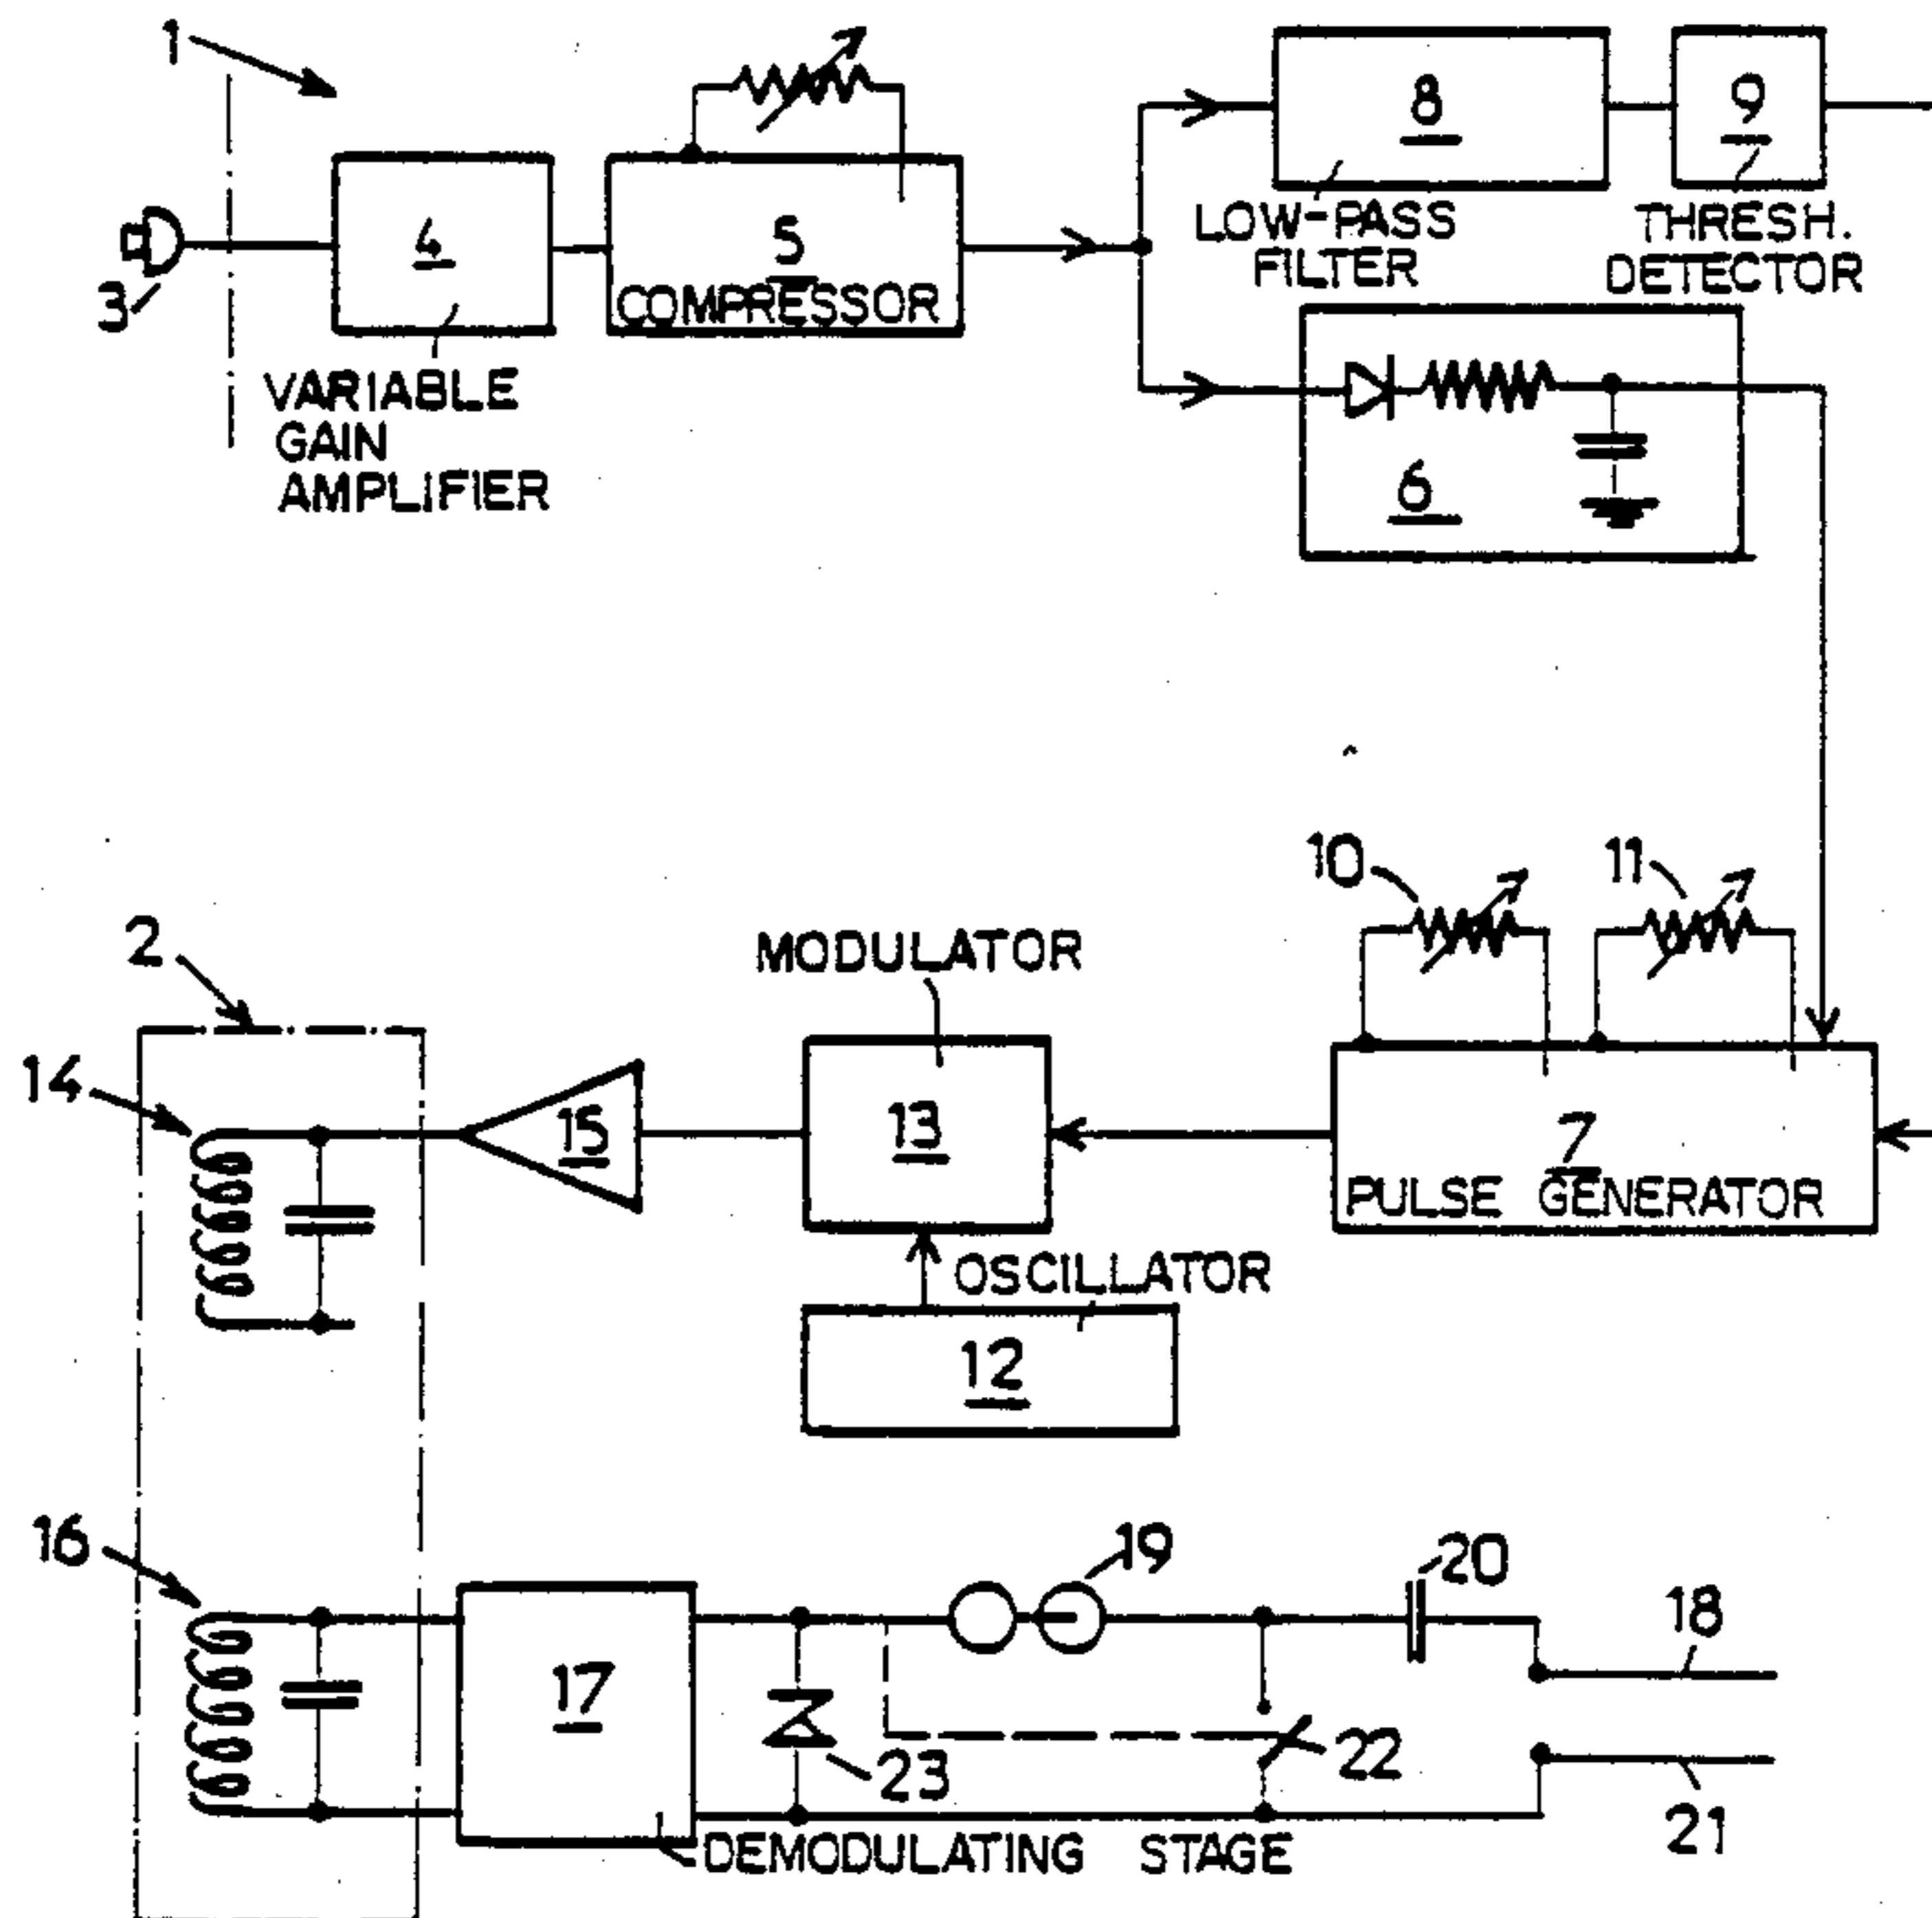 1
8
9
4
5
COMPRESSOR
LOW-PASS
FILTER
THRESH.
DETECTOR
3
VARIABLE
GAIN
AMPLIFIER
6
10
11
2
MODULATOR
14
15
13
7
PULSE GENERATOR
OSCILLATOR
12
16
19
20
18
17
22
23
21
DEMODULATING STAGE